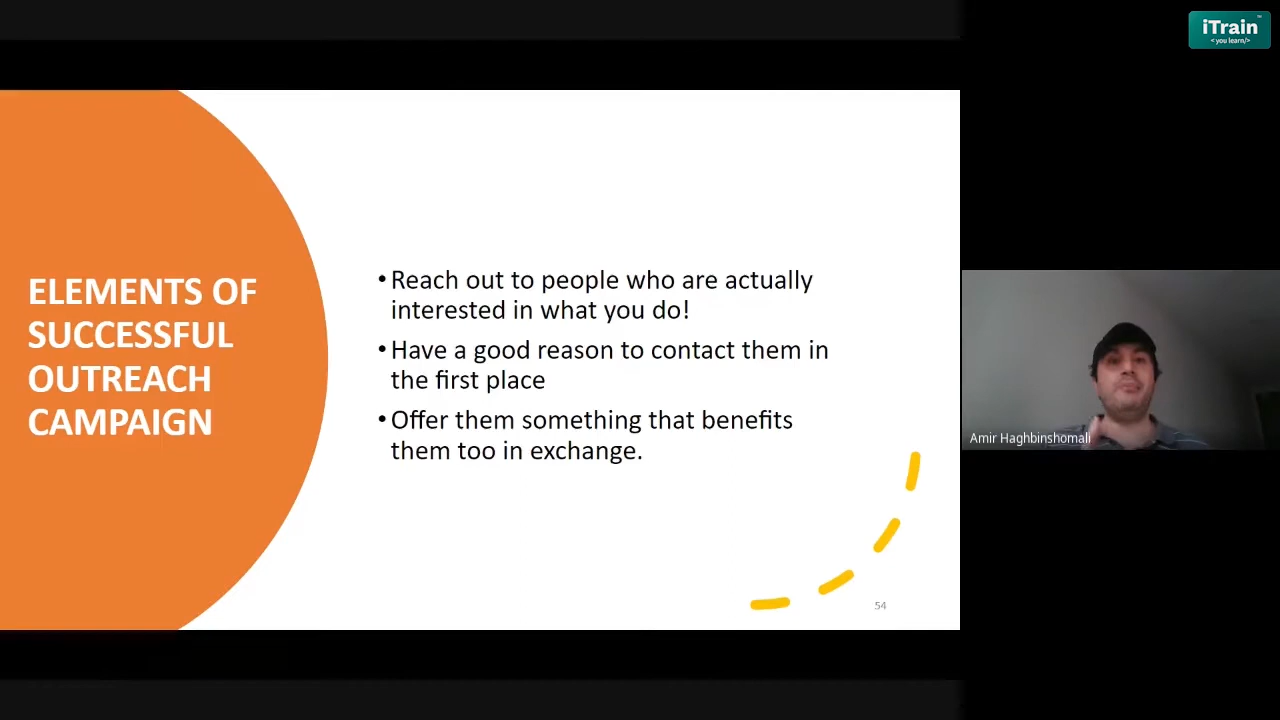 iTrain™
< you learn/>
ELEMENTS OF
SUCCESSFUL
OUTREACH
CAMPAIGN
• Reach out to people who are actually
interested in what you do!
• Have a good reason to contact them in
the first place
• Offer them something that benefits
them too in exchange.
54
Amir Haghbinshomali